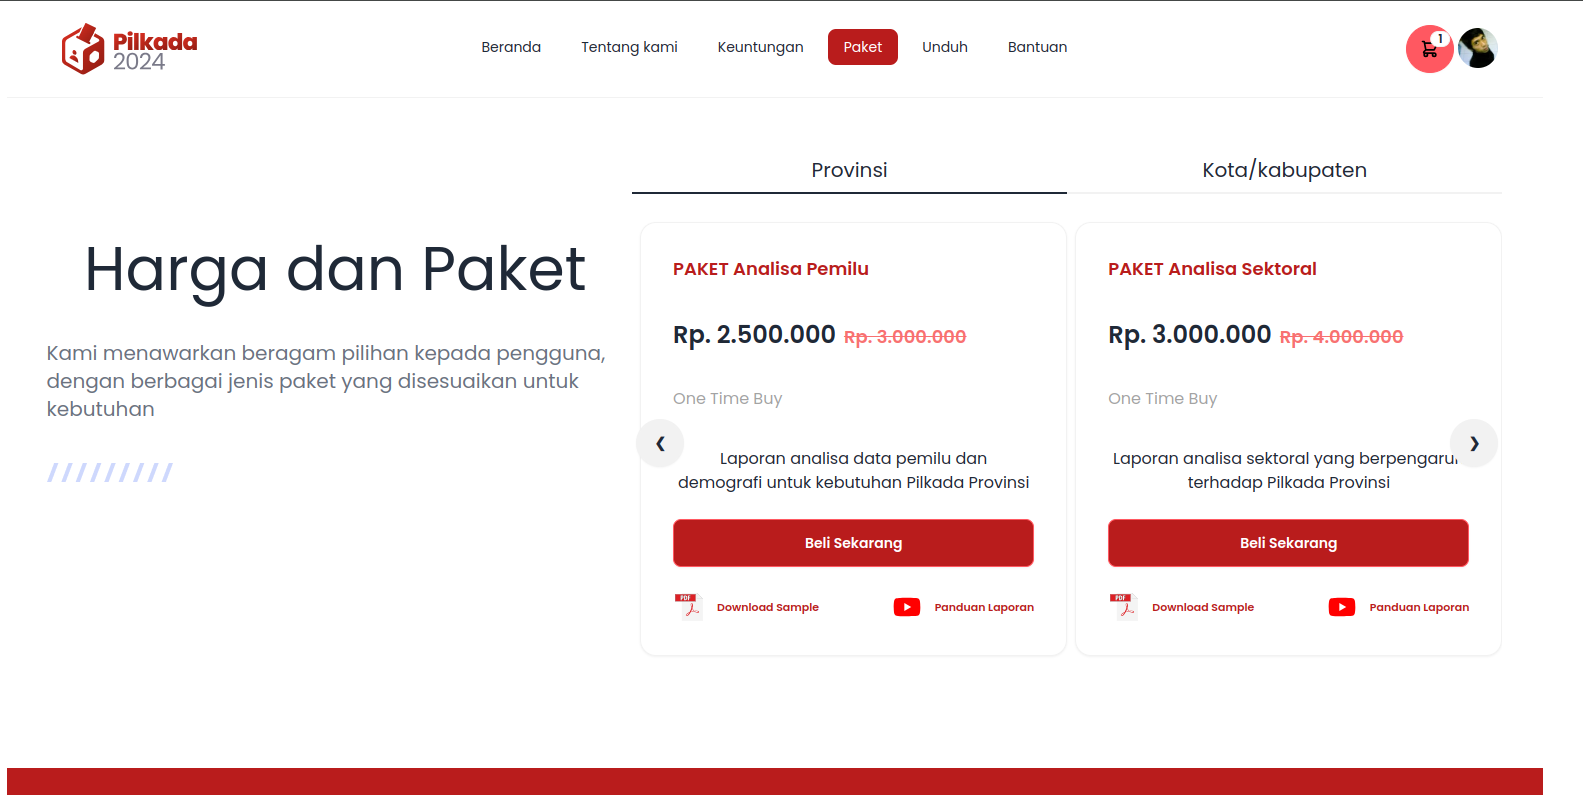 Pilkada
2024
Beranda
Tentang kami
Keuntungan
Paket
Unduh
Bantuan
1
Harga dan Paket
Kami menawarkan beragam pilihan kepada pengguna,
dengan berbagai jenis paket yang disesuaikan untuk
kebutuhan
Provinsi
Kota/kabupaten
PAKET Analisa Pemilu
Rp. 2.500.000 Rp. 3.000.000
One Time Buy
Laporan analisa data pemilu dan
demografi untuk kebutuhan Pilkada Provinsi
Beli Sekarang
PDF
Download Sample
Panduan Laporan
PAKET Analisa Sektoral
Rp. 3.000.000 Rp. 4.000.000
One Time Buy
Laporan analisa sektoral yang berpengaru
terhadap Pilkada Provinsi
Beli Sekarang
PDF
Download Sample
Panduan Laporan